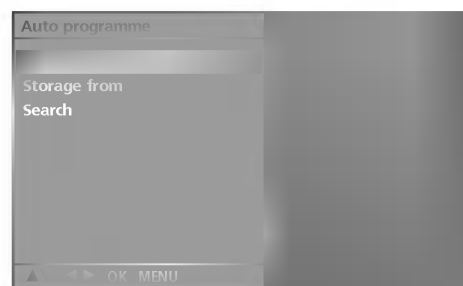 Auto programme
Storage from
Search
▲ ◀ ▶ OK MENU